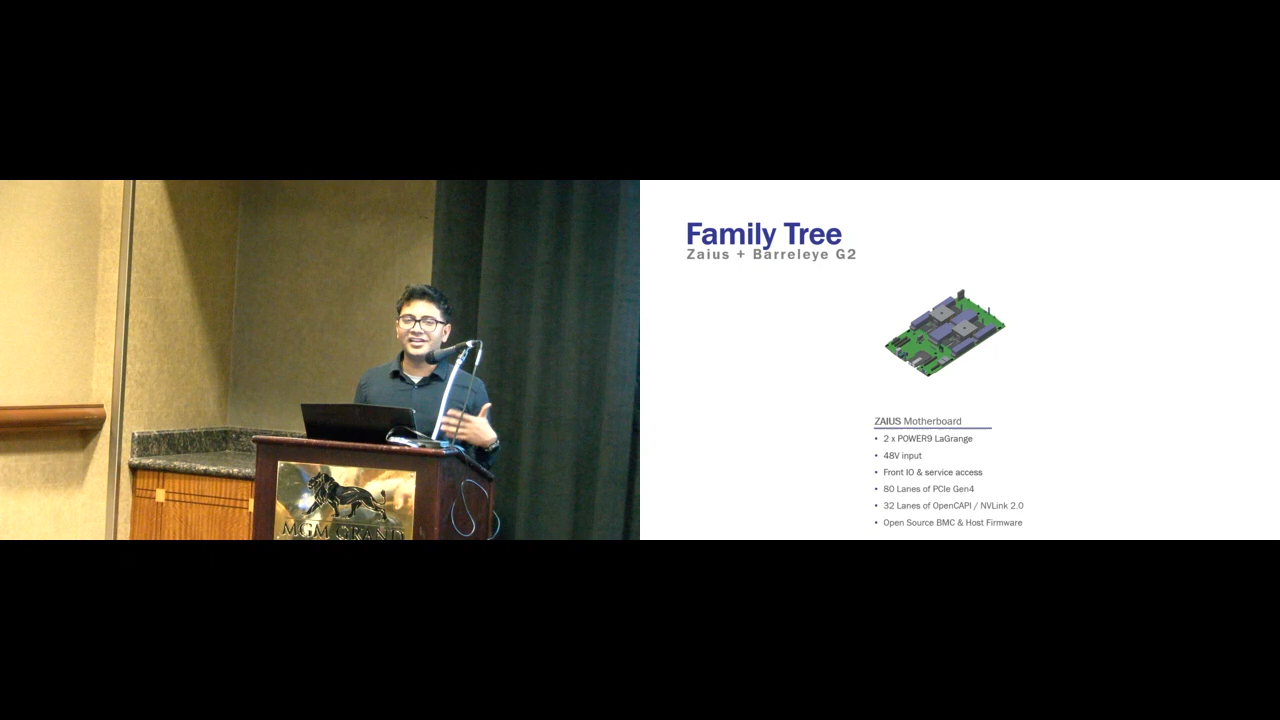 MGM GRAND
Family Tree
Zaius + Barreleye G2
ZAIUS Motherboard
• 2 x POWER9 LaGrange
• 48V input
• Front IO & service access
• 80 Lanes of PCIe Gen4
• 32 Lanes of OpenCAPI / NVLink 2.0
• Open Source BMC & Host Firmware